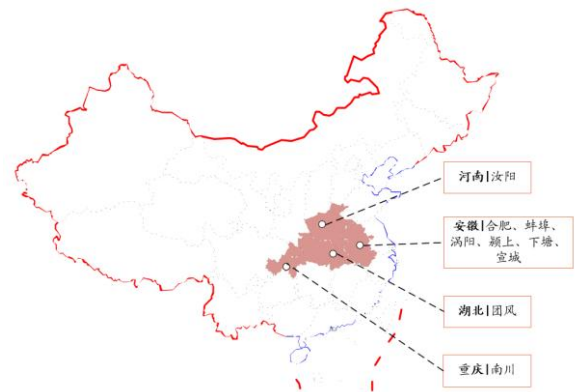 河南|汝阳
安徽|合肥、蚌埠、
涡阳、颍上、下塘、
宣城
湖北|团风
重庆|南川